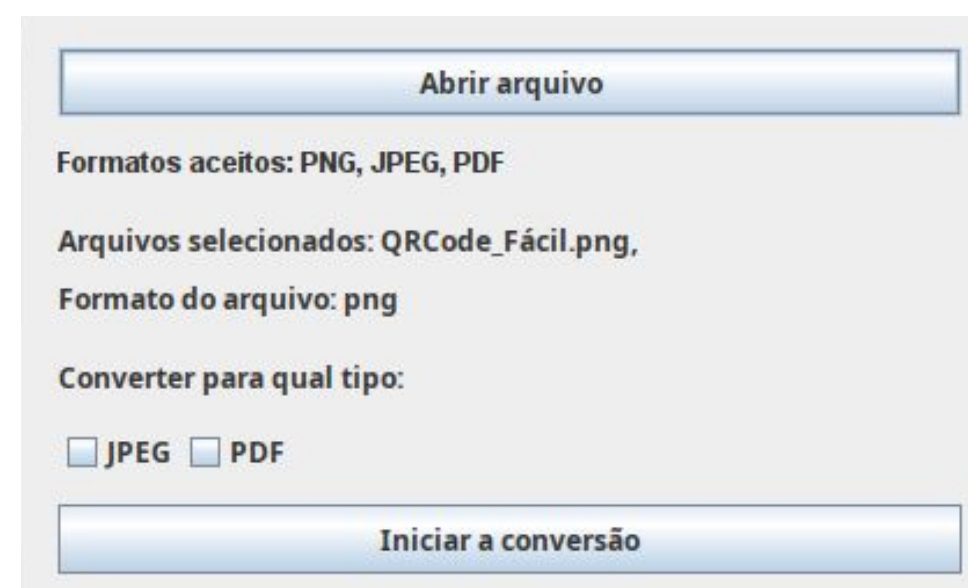 Abrir arquivo
Formatos aceitos: PNG, JPEG, PDF
Arquivos selecionados: QRCode_Fácil.png,
Formato do arquivo: png
Converter para qual tipo:
JPEG PDF
Iniciar a conversão